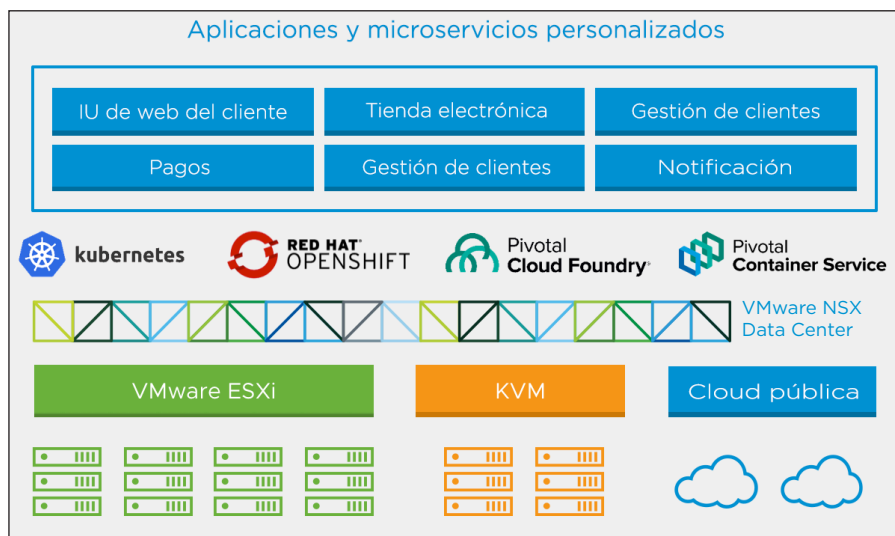 Aplicaciones y microservicios personalizados
IU de web del cliente
Tienda electrónica
Gestión de clientes
Pagos
Gestión de clientes
Notificación
kubernetes
RED HAT®
OPENSHIFT
Pivotal
Cloud Foundry®
Pivotal
Container Service
VMware NSX
Data Center
VMware ESXi
KVM
Cloud pública